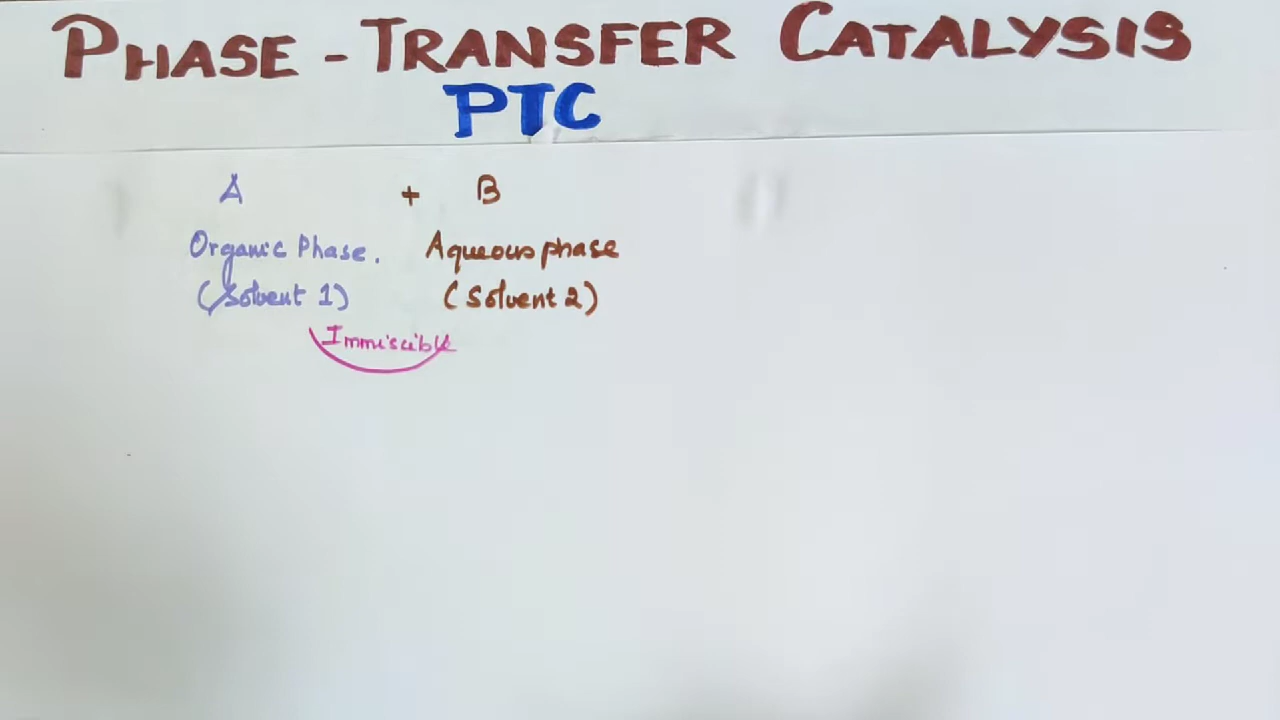 PHASE - TRANSFER CATALYSIS
PTC
A + B
Organic Phase. Aqueous phase
(Solvent 1) (Solvent 2)
Immiscible